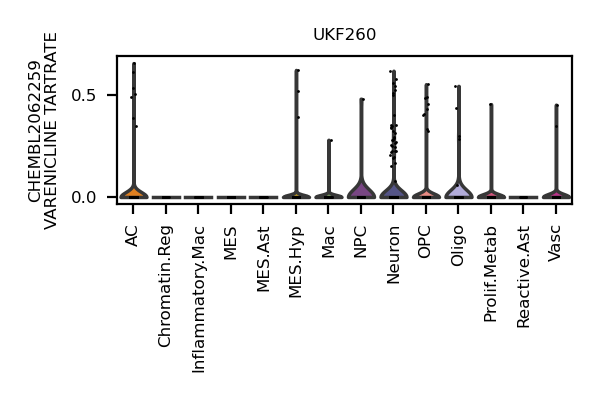 UKF260
CHEMBL2062259
VARENICLINE TARTRATE
0.5
0.0
AC
Chromatin.Reg
Inflammatory.Mac
MES
MES.Ast
MES.Hyp
Mac
NPC
Neuron
OPC
Oligo
Prolif.Metab
Reactive.Ast
Vasc